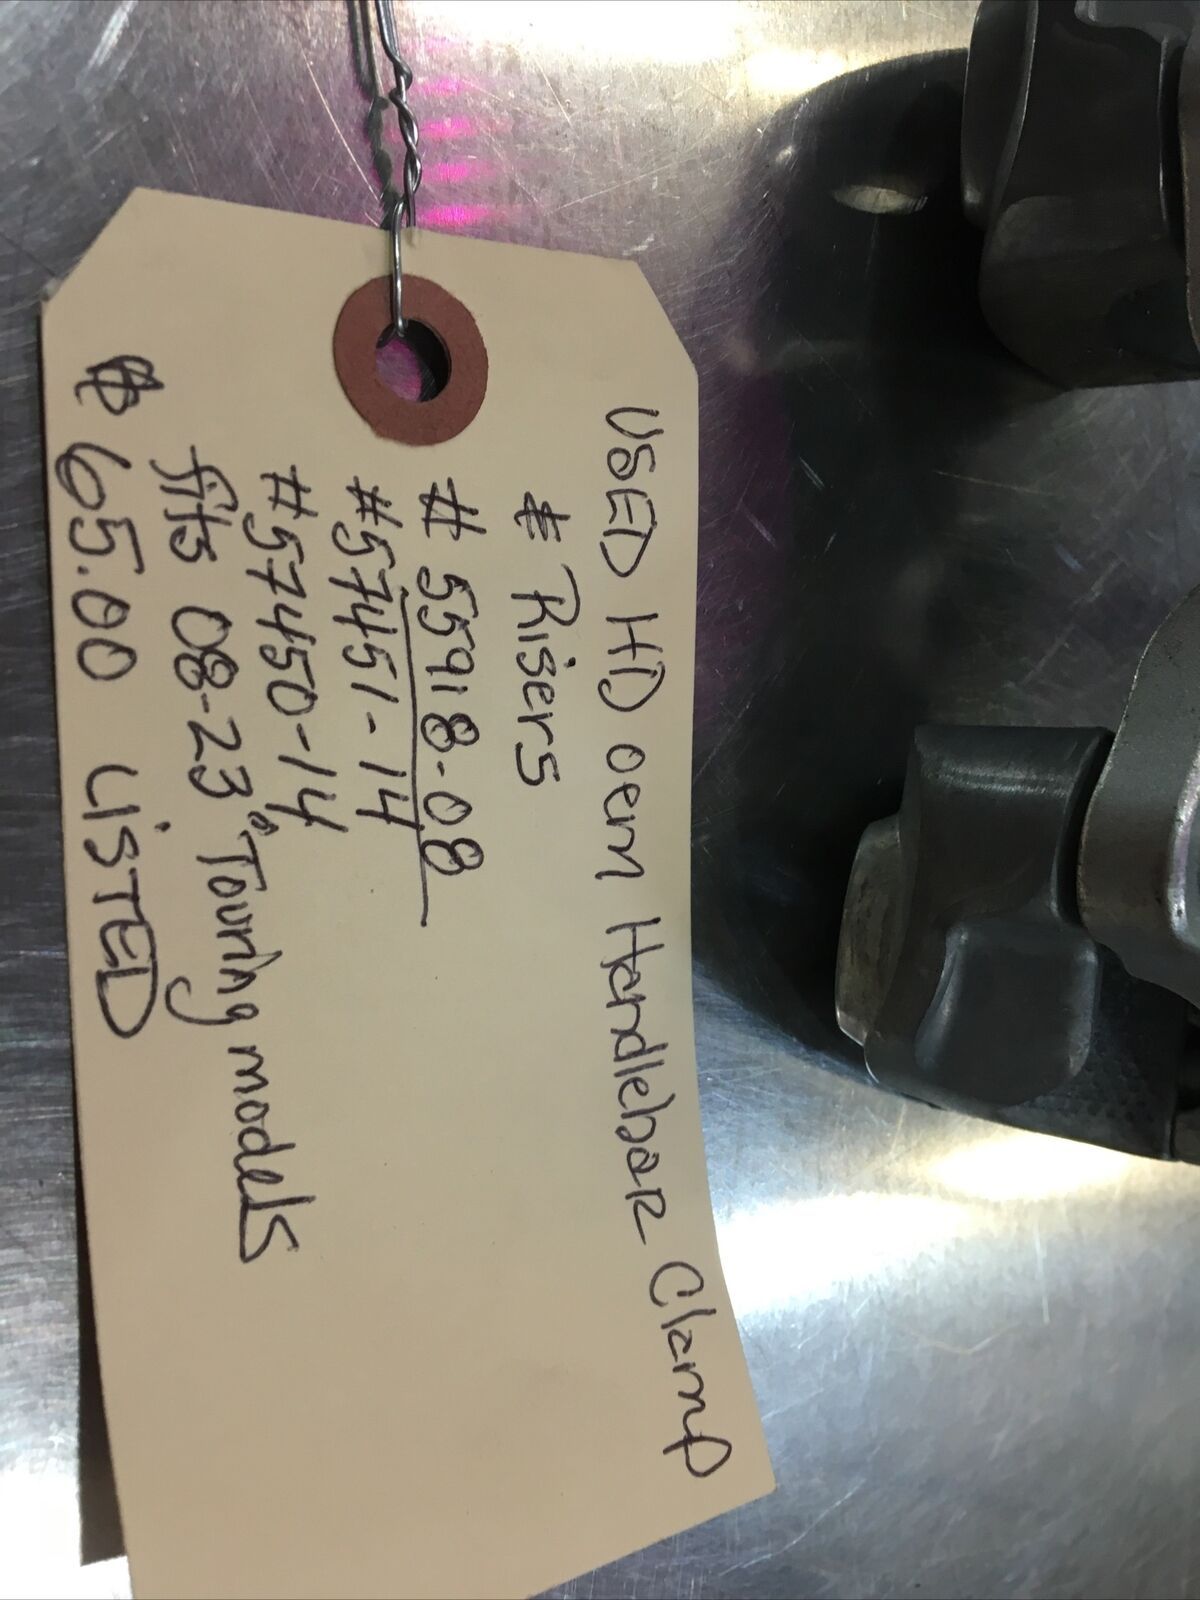 USED HD oem Handlebar Clamp
& Risers
# 55918-08
#57451-14
#57450-14
fits 08-23 Touring models
$65.00 LISTED